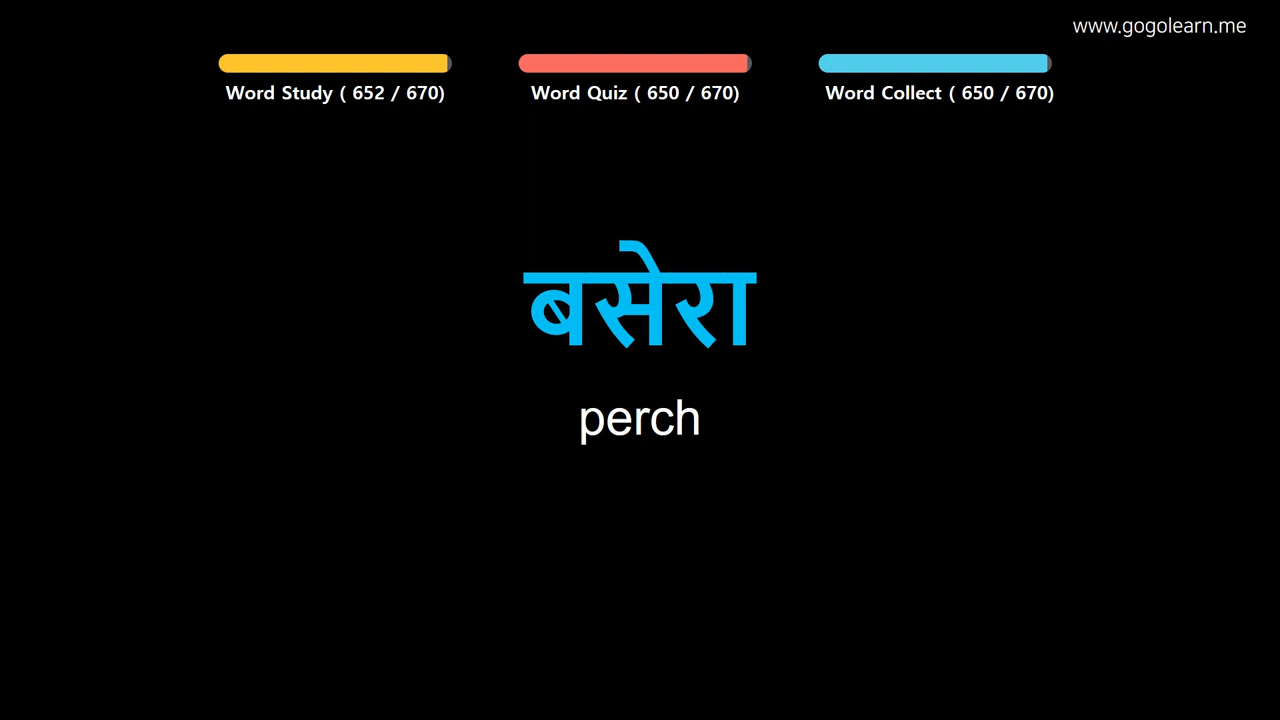 www.gogolearn.me
Word Study ( 652 / 670)
Word Quiz ( 650 / 670)
Word Collect ( 650 / 670)
बसेरा
perch